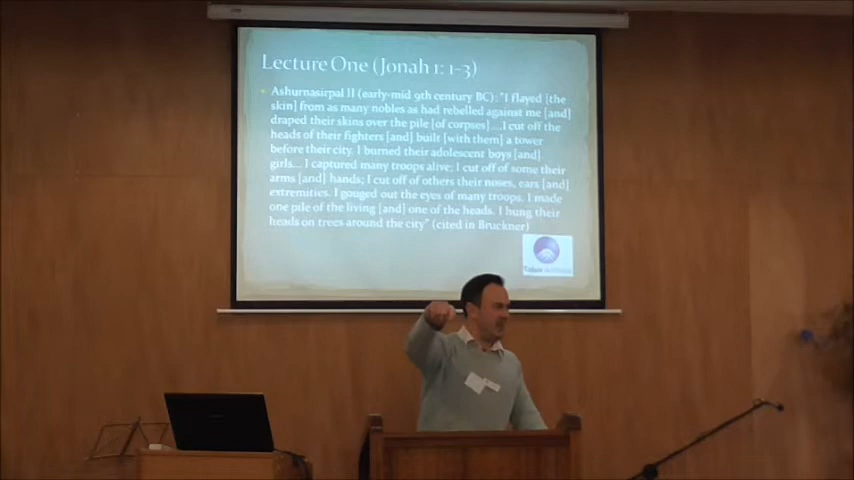 Lecture One (Jonah 1: 1-3)
Ashurnasirpal II (early-mid 9th century BC): "I flayed [the
skin] from as many nobles as had rebelled against me [and]
draped their skins over the pile [of corpses]....I cut off the
heads of their fighters [and] built [with them] a tower
before their city. I burned their adolescent boys [and]
girls.... I captured many troops alive; I cut off of some their
arms [and] hands; I cut off of others their noses, ears, [and]
extremities. I gouged out the eyes of many troops. I made
one pile of the living [and] one of the heads. I hung their
heads on trees around the city" (cited in Bruckner)